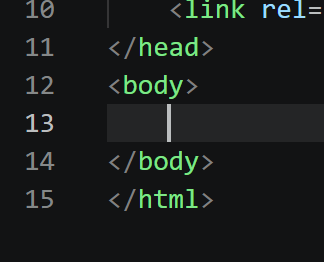 10 <link rel=
11 </head>
12 <body>
13
14 </body>
15 </html>